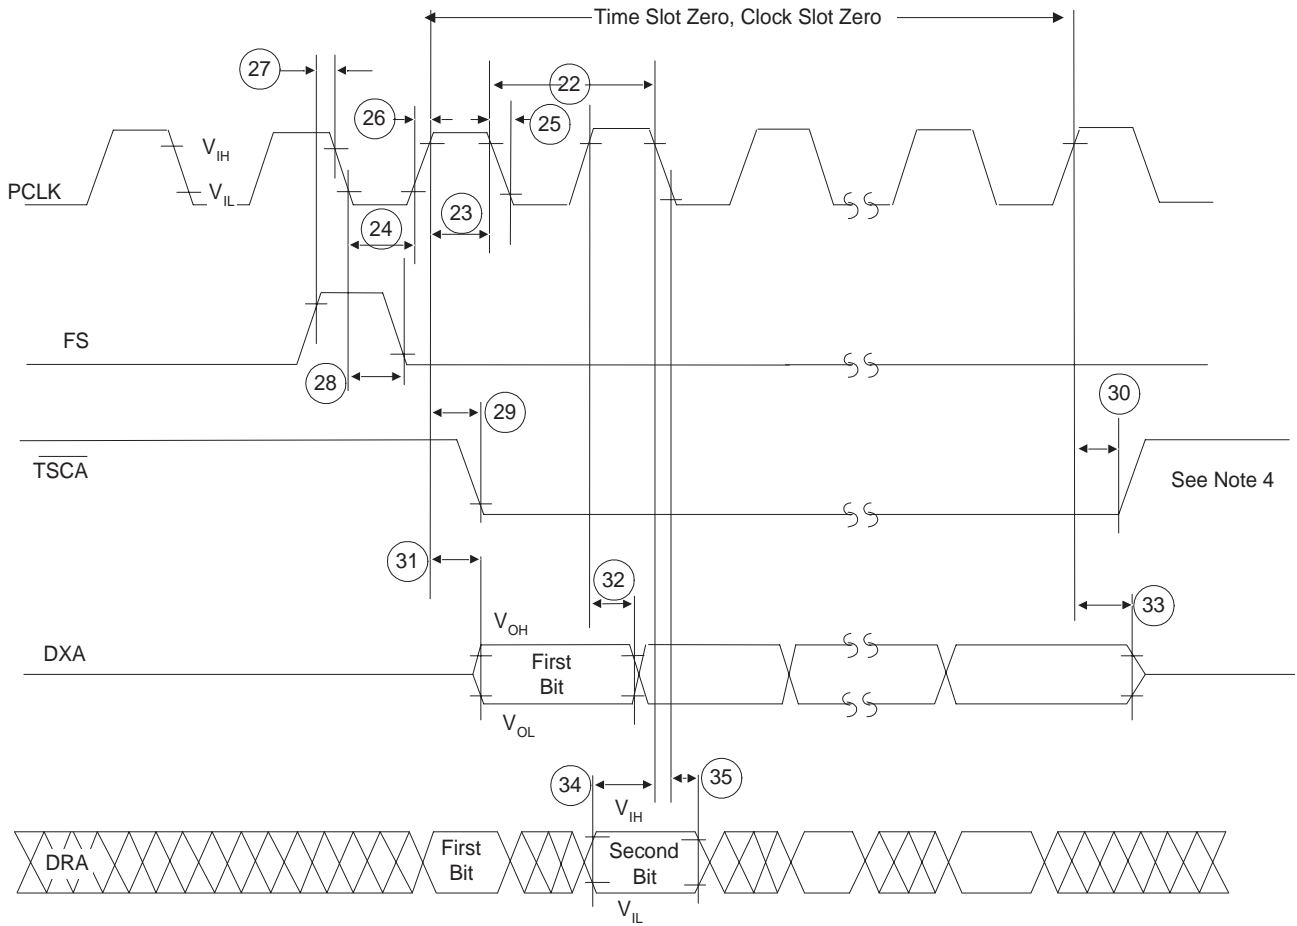 Time Slot Zero, Clock Slot Zero
27
22
26
25
VIH
PCLK
VIL
24
23
FS
28
29
30
TSCA
See Note 4
31
32
33
VOH
DXA
First
Bit
VOL
34
35
VIH
DRA
First
Bit
Second
Bit
VIL